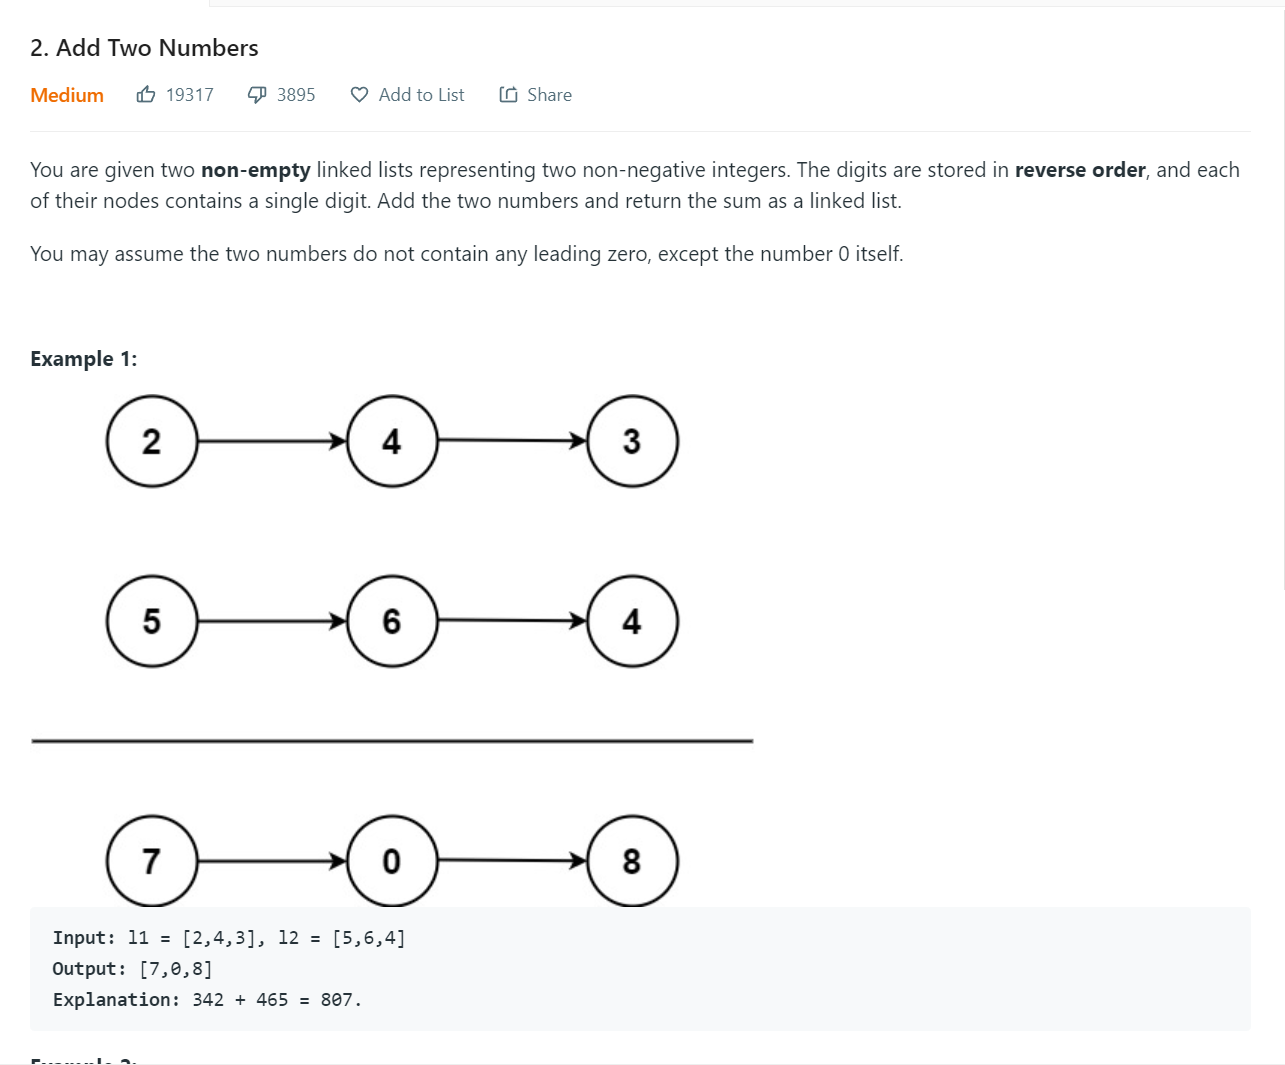 2. Add Two Numbers
Medium 19317 3895 Add to List Share
You are given two non-empty linked lists representing two non-negative integers. The digits are stored in reverse order, and each
of their nodes contains a single digit. Add the two numbers and return the sum as a linked list.
You may assume the two numbers do not contain any leading zero, except the number 0 itself.
Example 1:
2 4 3
5 6 4
7 0 8
Input: l1 = [2,4,3], l2 = [5,6,4]
Output: [7,0,8]
Explanation: 342 + 465 = 807.